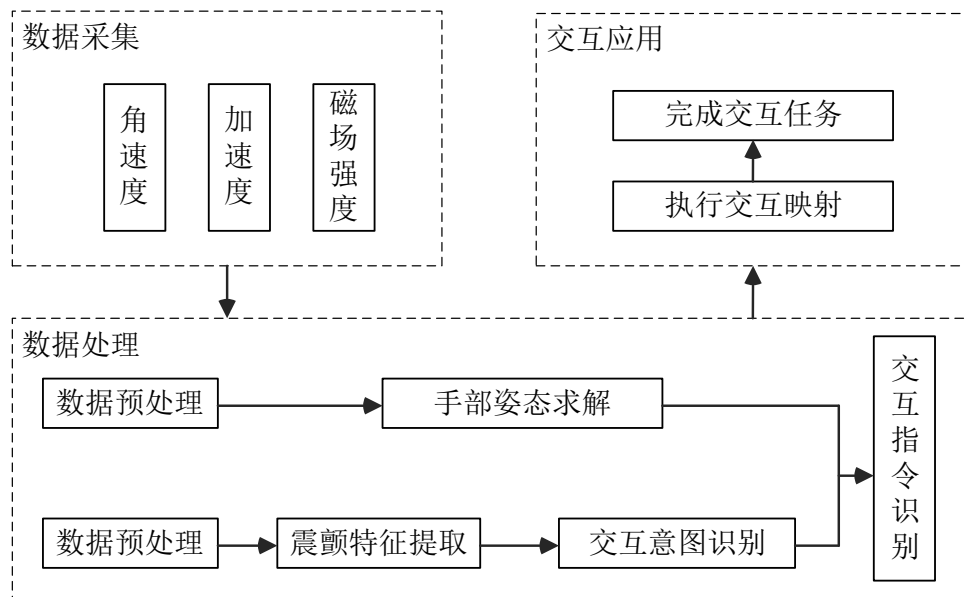 数据采集
角速度
加速度
磁场强度
交互应用
完成交互任务
执行交互映射
数据处理
数据预处理
手部姿态求解
数据预处理
震颤特征提取
交互意图识别
交互指令识别